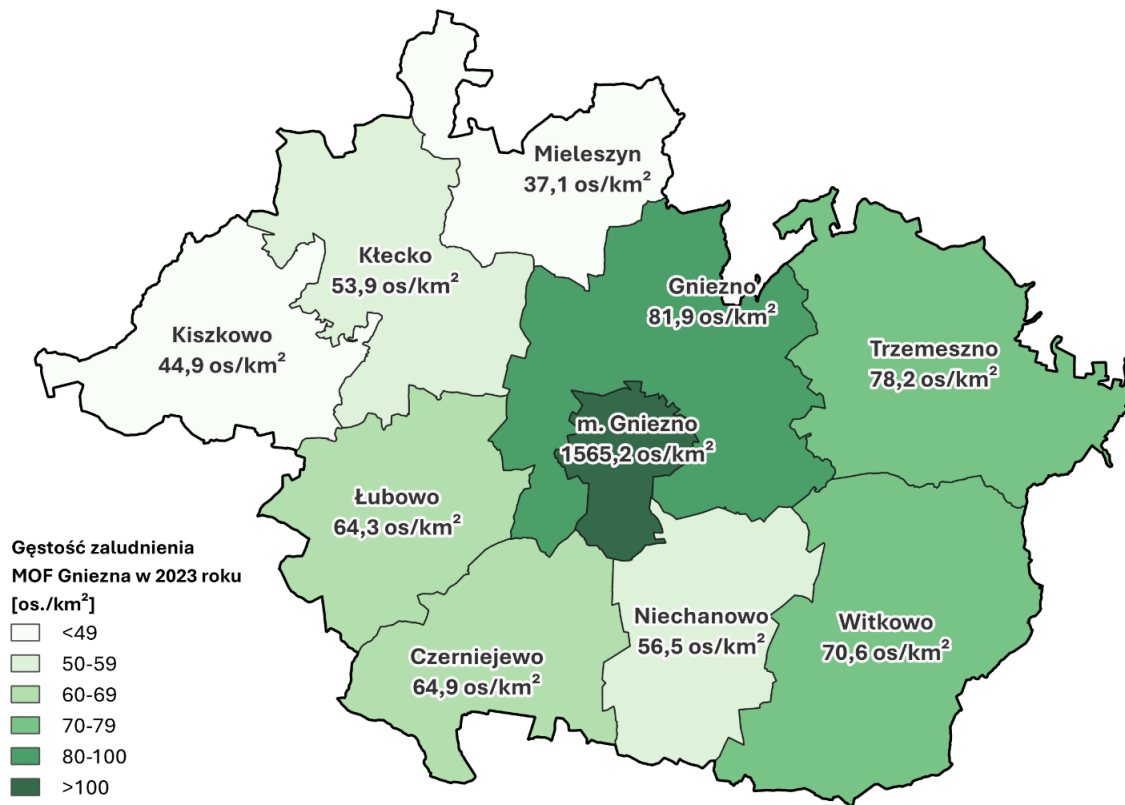 Mieleszyn
37,1 os/km²
Kłecko
53,9 os/km²
Gniezno
81,9 os/km²
Kiszkowo
44,9 os/km²
Trzemeszno
78,2 os/km²
m. Gniezno
1565,2 os/km²
Łubowo
64,3 os/km²
Niechanowo
56,5 os/km²
Witkowo
70,6 os/km²
Czerniejewo
64,9 os/km²
Gęstość zaludnienia
MOF Gniezna w 2023 roku
[os./km²]
<49
50-59
60-69
70-79
80-100
>100